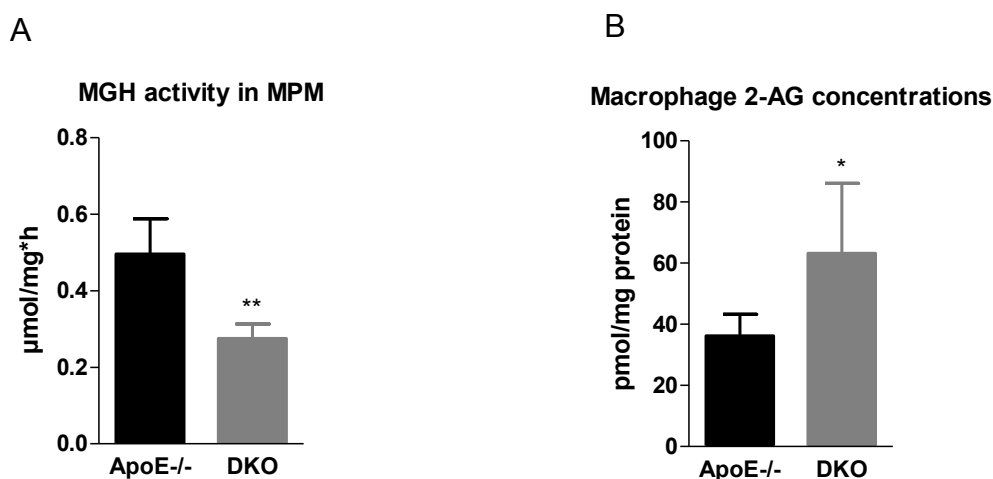 A
MGH activity in MPM
0.8
0.6
0.4
0.2
0.0
µmol/mg*h
**
ApoE-/- DKO
B
Macrophage 2-AG concentrations
100
80
60
40
20
0
pmol/mg protein
*
ApoE-/- DKO